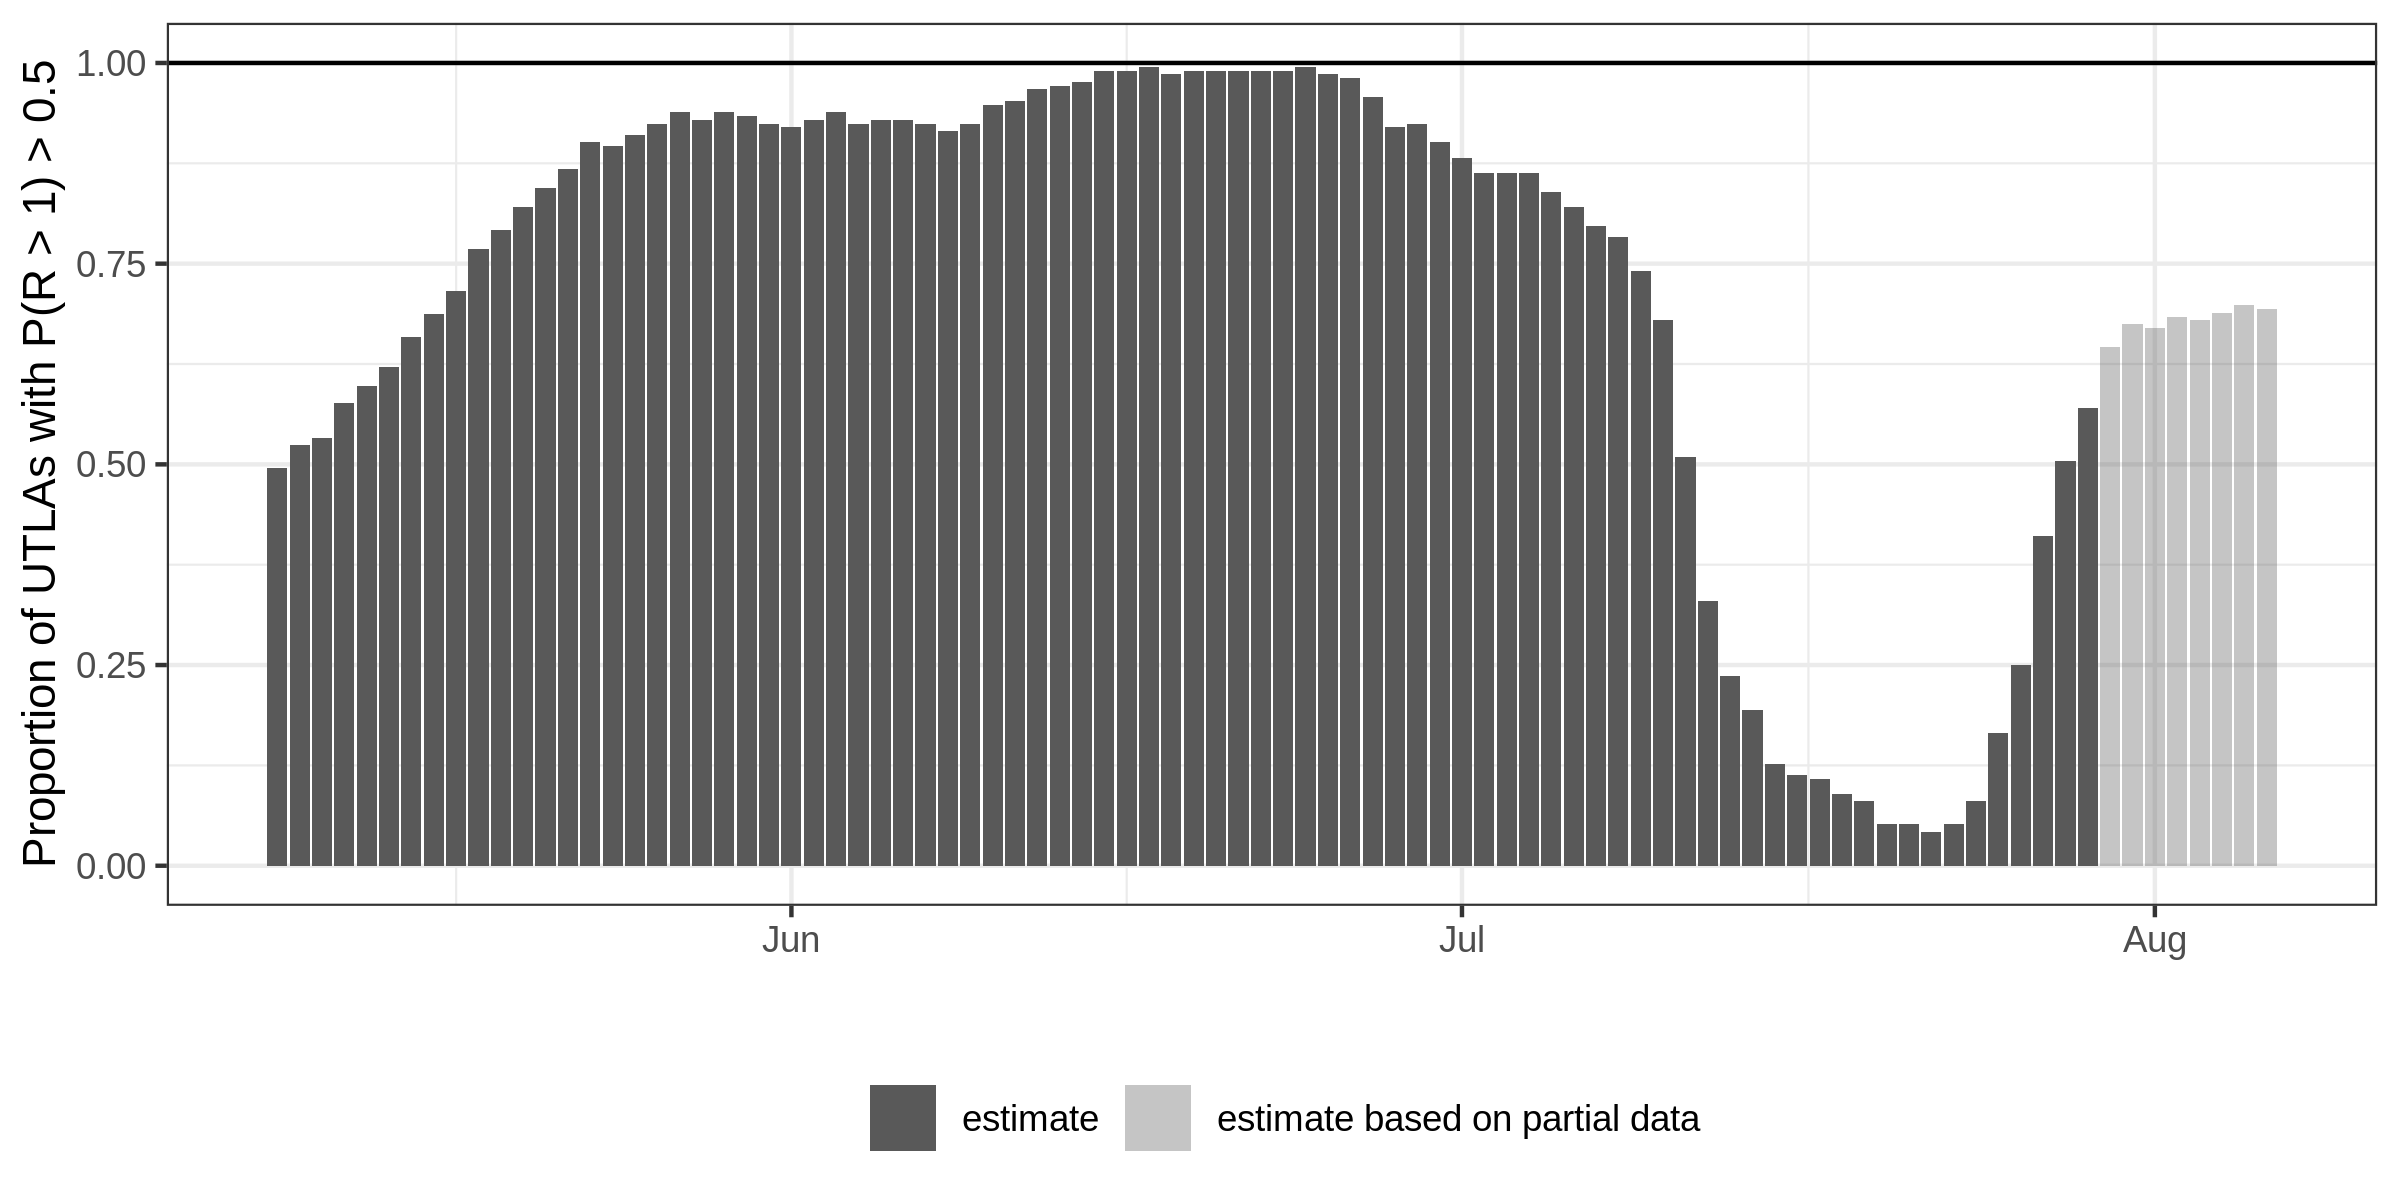 Proportion of UTLAs with P(R > 1) > 0.5
1.00
0.75
0.50
0.25
0.00
Jun
Jul
Aug
estimate
estimate based on partial data